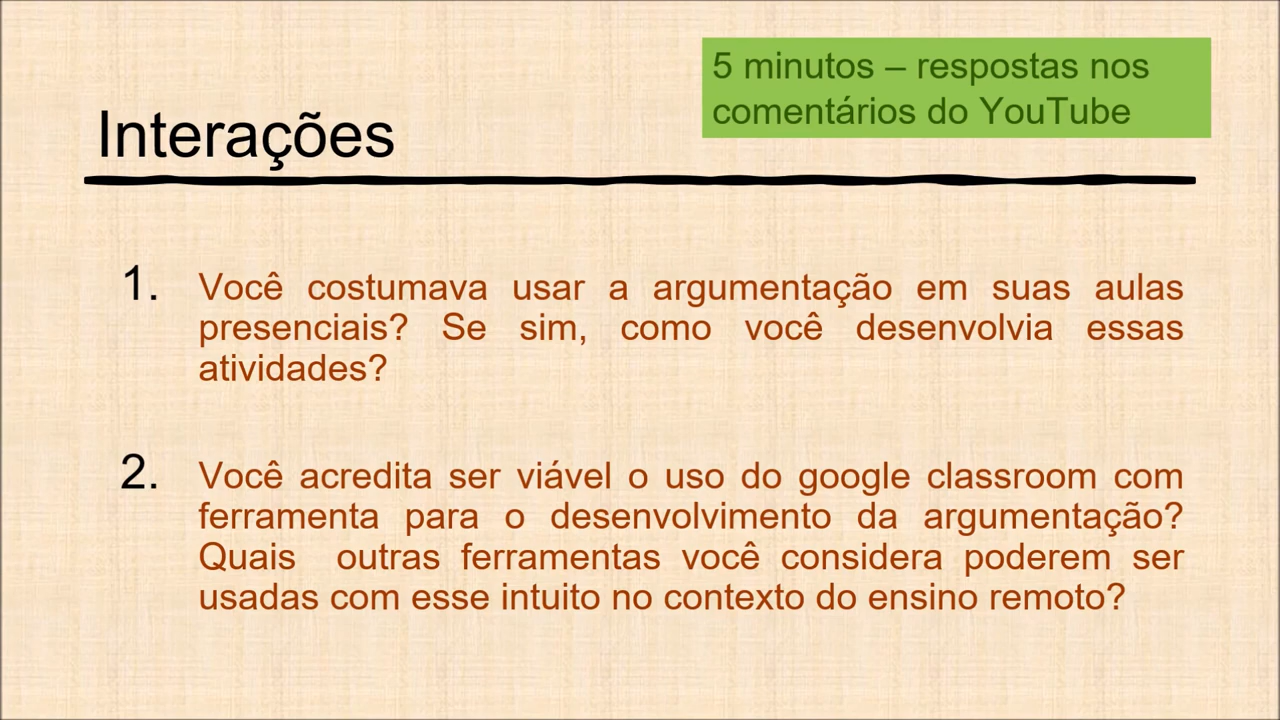 5 minutos – respostas nos
comentários do YouTube
Interações
1. Você costumava usar a argumentação em suas aulas
presenciais? Se sim, como você desenvolvia essas
atividades?
2. Você acredita ser viável o uso do google classroom com
ferramenta para o desenvolvimento da argumentação?
Quais outras ferramentas você considera poderem ser
usadas com esse intuito no contexto do ensino remoto?